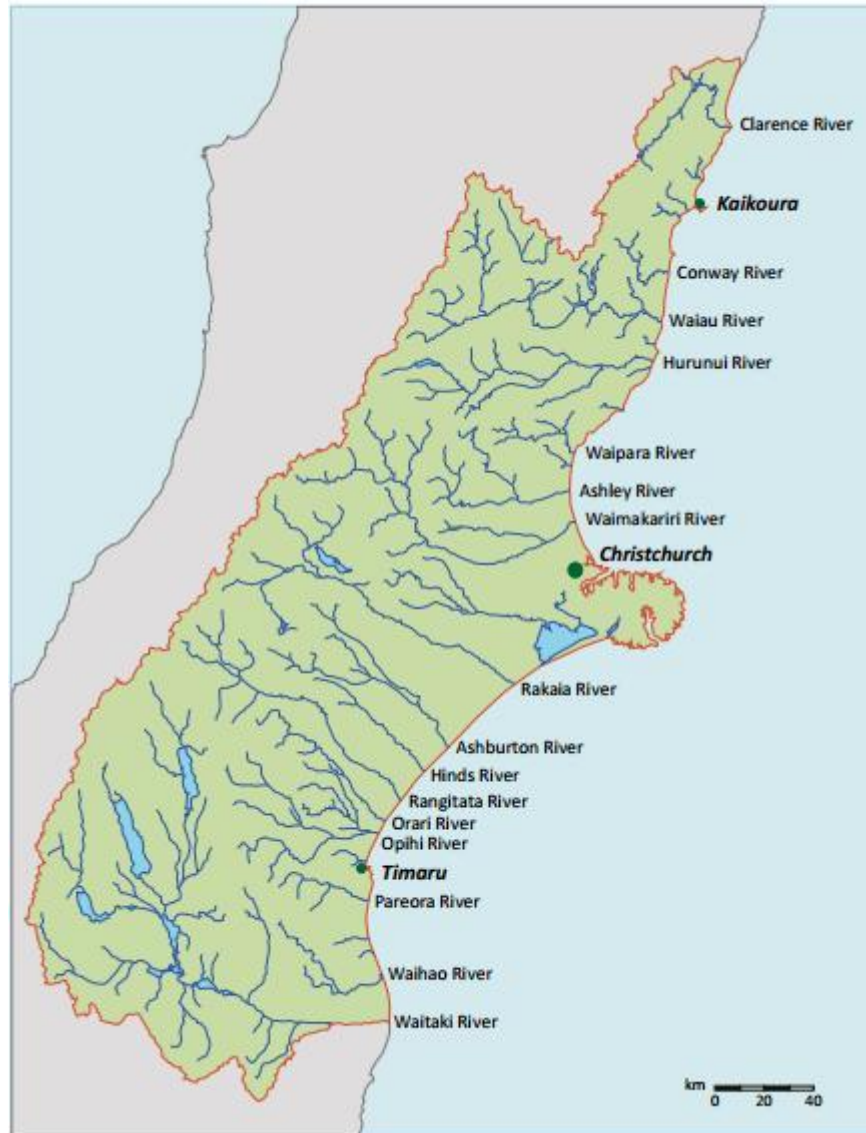 Clarence River
Kaikoura
Conway River
Waiau River
Hurunui River
Waipara River
Ashley River
Waimakariri River
Christchurch
Rakaia River
Ashburton River
Hinds River
Rangitata River
Orari River
Opihi River
Timaru
Pareora River
Waihao River
Waitaki River
km
0 20 40